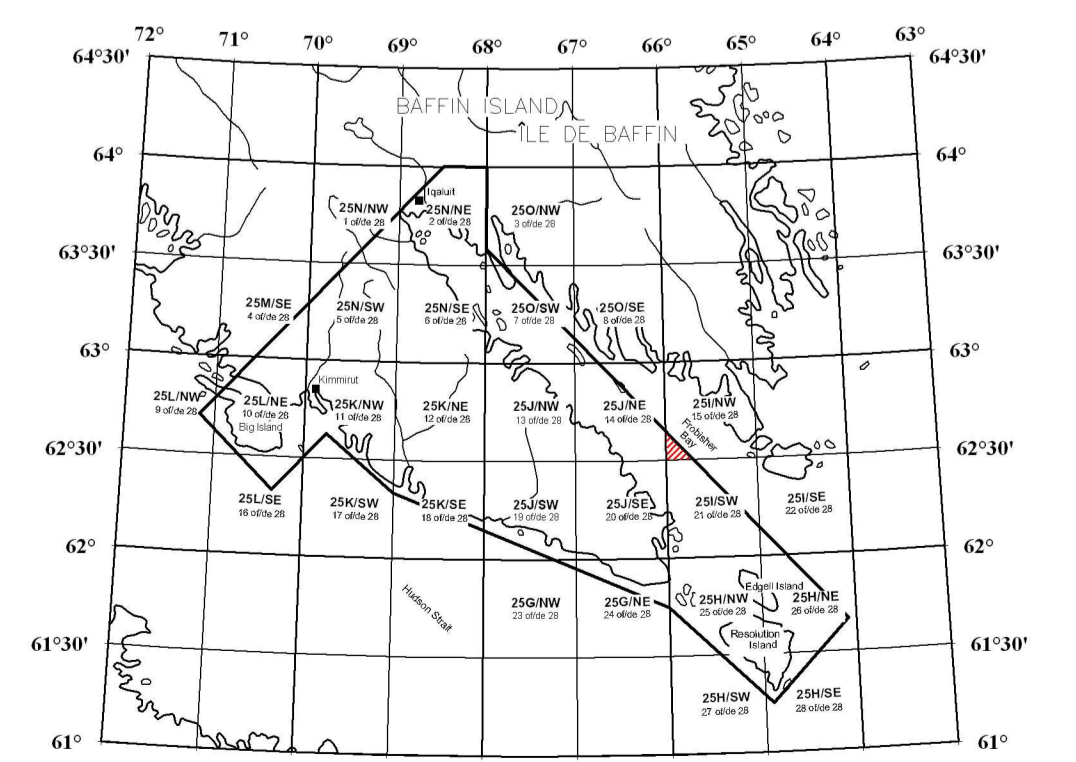 72° 71° 70° 69° 68° 67° 66° 65° 64° 63°
64°30' 64°30'
BAFFIN ISLAND
ÎLE DE BAFFIN
64° 64°
Iqaluit
25N/NW 25N/NE 25O/NW
1 of/de 28 2 of/de 28 3 of/de 28
63°30' 63°30'
25M/SE 25N/SW 25N/SE 25O/SW 25O/SE
4 of/de 28 5 of/de 28 6 of/de 28 7 of/de 28 8 of/de 28
63° 63°
Kimmirut
25L/NW 25L/NE 25K/NW 25K/NE 25J/NW 25J/NE 25I/NW
9 of/de 28 10 of/de 28 11 of/de 28 12 of/de 28 13 of/de 28 14 of/de 28 15 of/de 28
Big Island
Frobisher
Bay
62°30' 62°30'
25L/SE 25K/SW 25K/SE 25J/SW 25J/SE 25I/SW 25I/SE
16 of/de 28 17 of/de 28 18 of/de 28 19 of/de 28 20 of/de 28 21 of/de 28 22 of/de 28
62° 62°
Edgell Island
Hudson Strait
25G/NW 25G/NE 25H/NW 25H/NE
23 of/de 28 24 of/de 28 25 of/de 28 26 of/de 28
Resolution
Island
61°30' 61°30'
25H/SW 25H/SE
27 of/de 28 28 of/de 28
61° 61°